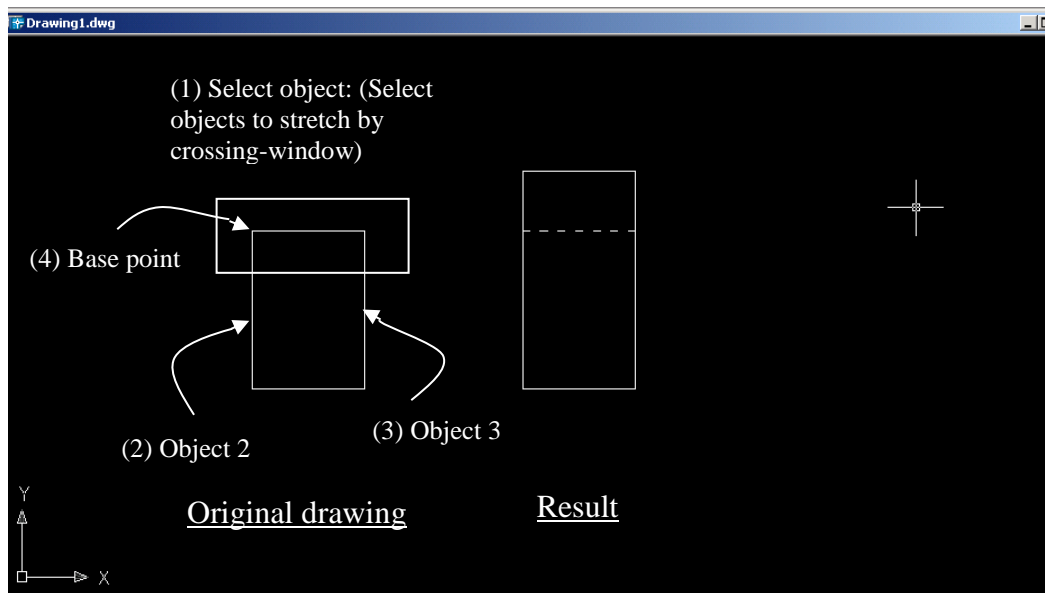 Drawing1.dwg
(1) Select object: (Select
objects to stretch by
crossing-window)
(4) Base point
(2) Object 2
(3) Object 3
Original drawing
Result
Y
X